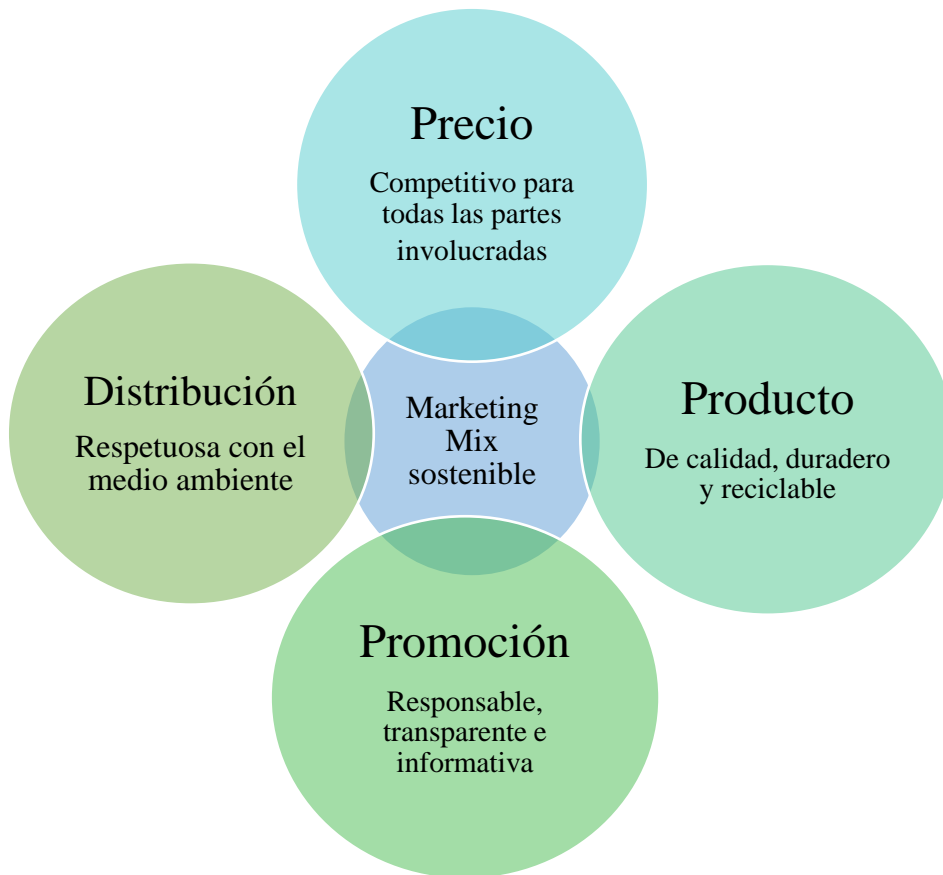 Precio
Competitivo para
todas las partes
involucradas
Distribución
Respetuosa con el
medio ambiente
Marketing
Mix
sostenible
Producto
De calidad, duradero
y reciclable
Promoción
Responsable,
transparente e
informativa